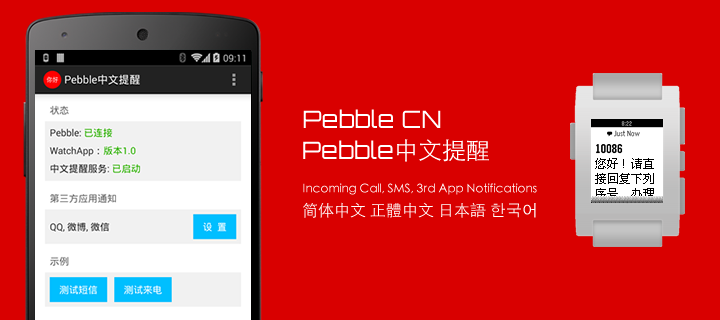 09:11
Pebble中文提醒
状态
Pebble: 已连接
WatchApp：版本1.0
中文提醒服务: 已启动
第三方应用通知
QQ, 微博, 微信
设 置
示例
测试短信 测试来电
Pebble CN
Pebble中文提醒
Incoming Call, SMS, 3rd App Notifications
简体中文 正體中文 日本語 한국어
8:22
Just Now
10086
您好！请直
接回复下列
序号，办理